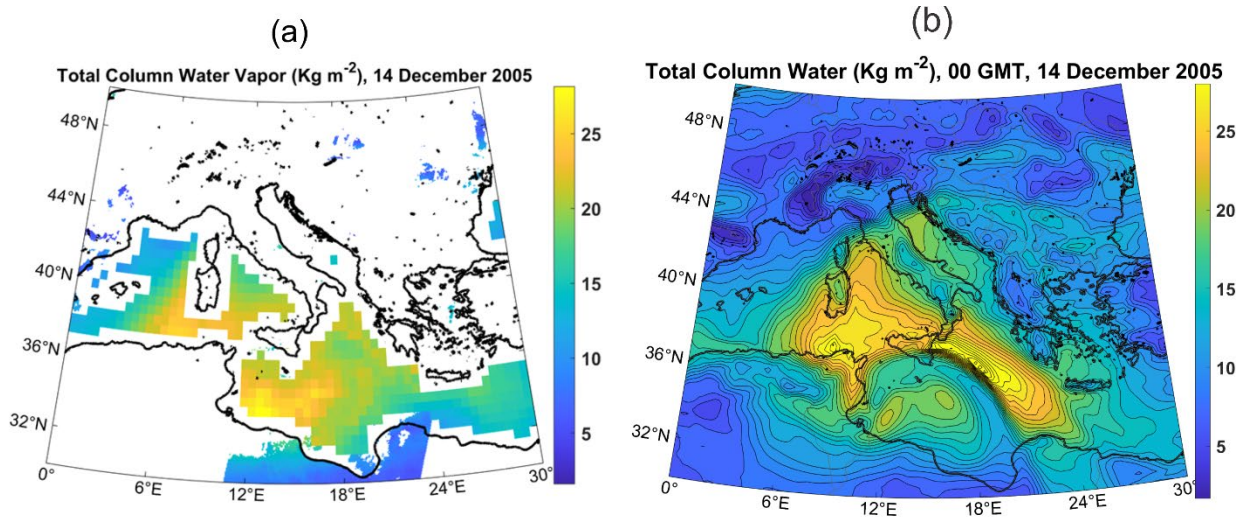 (a)
Total Column Water Vapor (Kg m⁻²), 14 December 2005
48°N
44°N
40°N
36°N
32°N
0°
6°E
12°E
18°E
24°E
30°E
25
20
15
10
5
(b)
Total Column Water (Kg m⁻²), 00 GMT, 14 December 2005
48°N
44°N
40°N
36°N
32°N
0°
6°E
12°E
18°E
24°E
30°
25
20
15
10
5